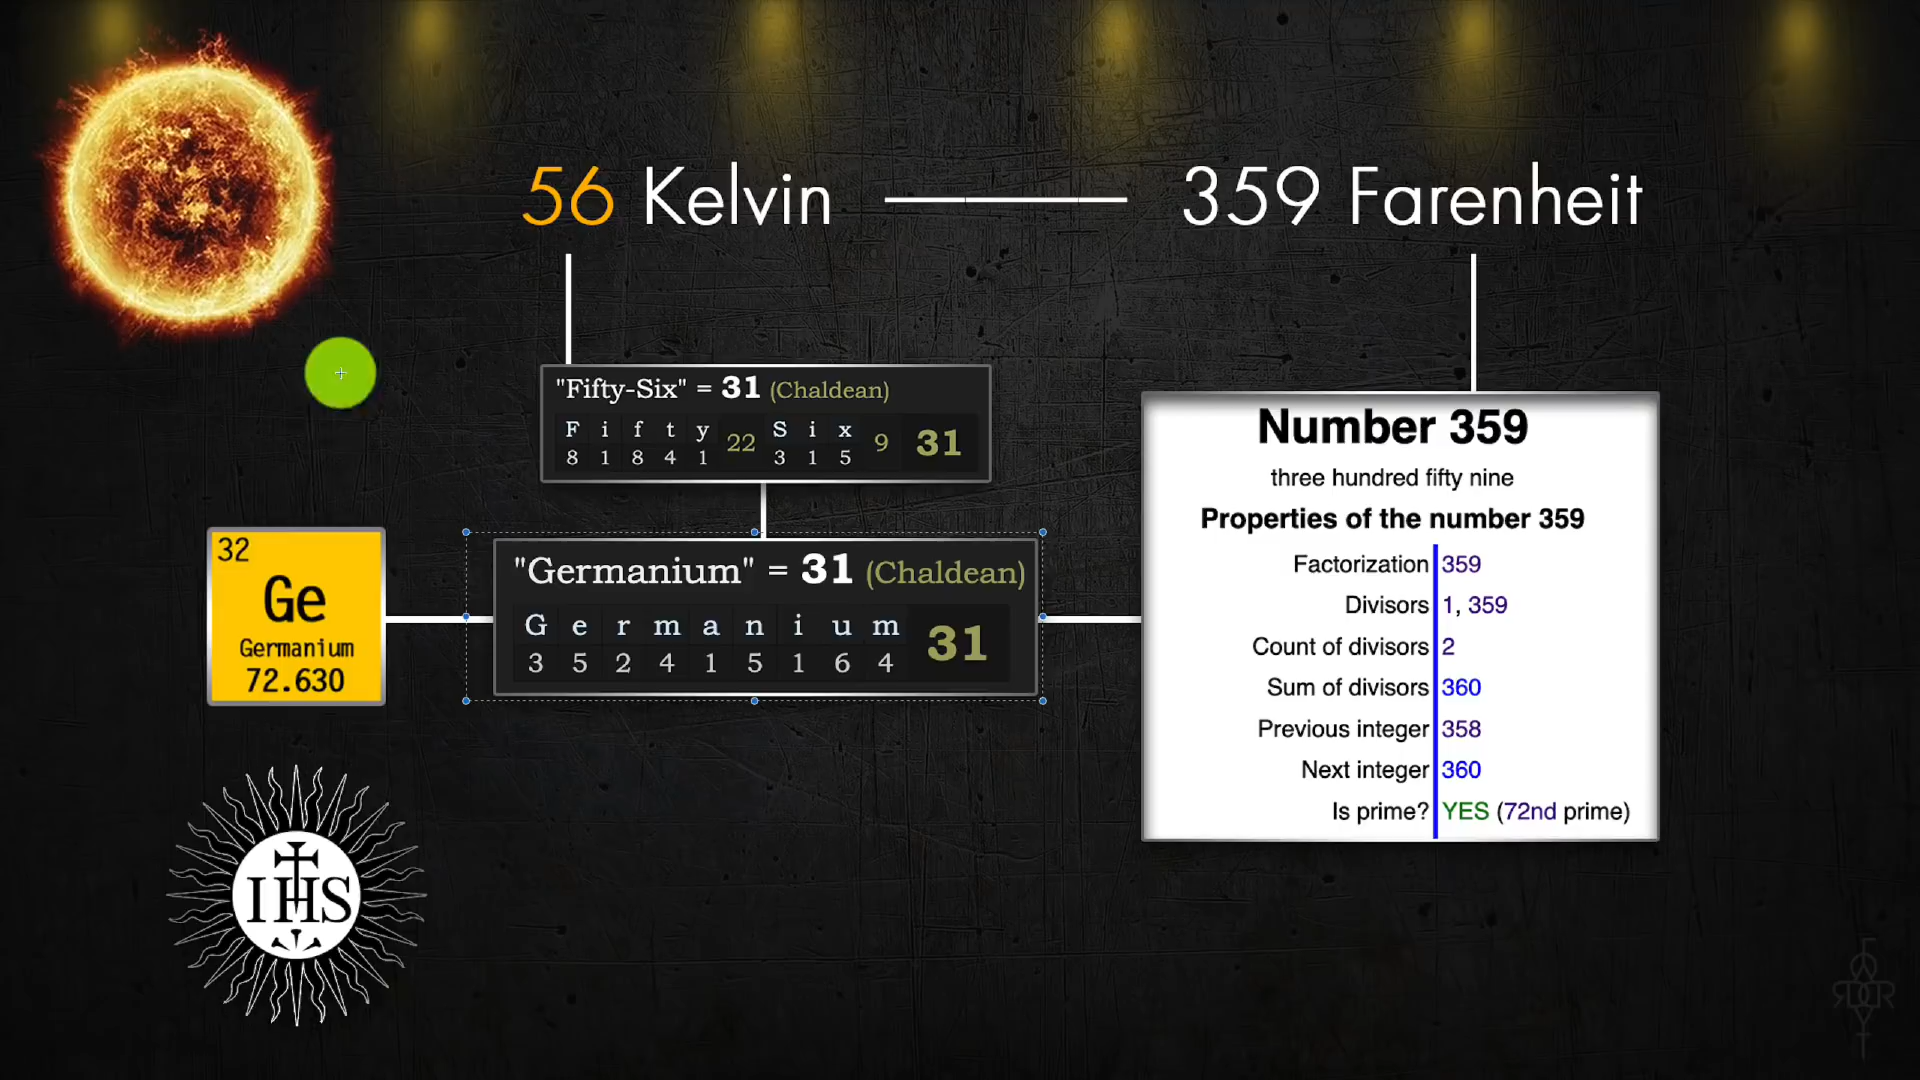 56 Kelvin
359 Farenheit
"Fifty-Six" = 31 (Chaldean)
F i f t y 22 S i x 9 31
8 1 8 4 1 3 1 5
"Germanium" = 31 (Chaldean)
G e r m a n i u m 31
3 5 2 4 1 5 1 6 4
32
Ge
Germanium
72.630
IHS
Number 359
three hundred fifty nine
Properties of the number 359
Factorization 359
Divisors 1, 359
Count of divisors 2
Sum of divisors 360
Previous integer 358
Next integer 360
Is prime? YES (72nd prime)